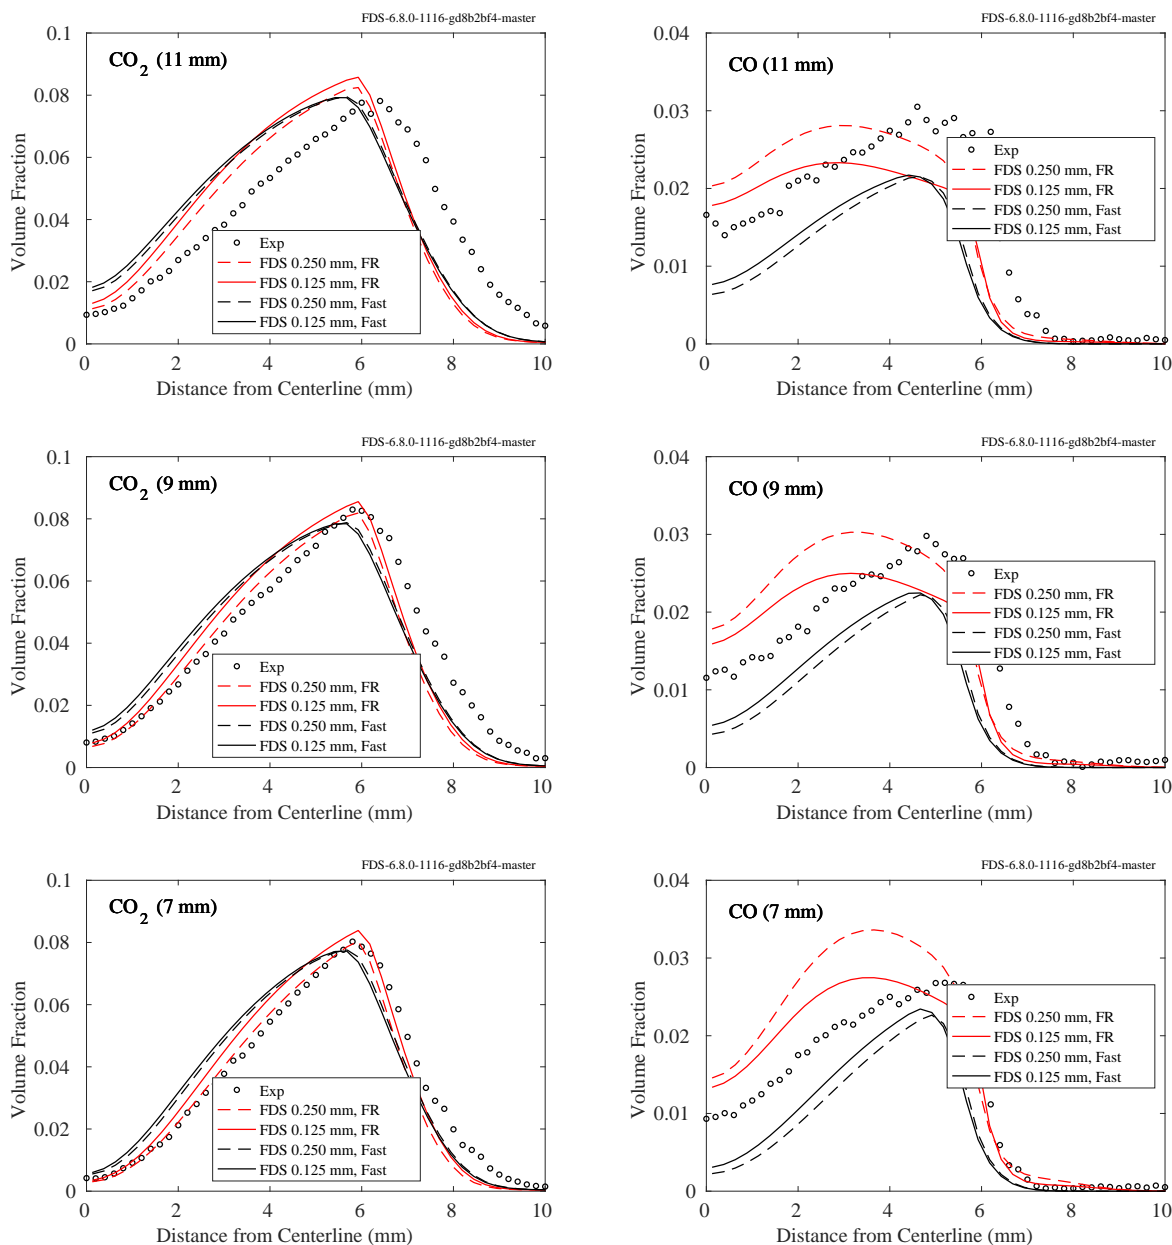 FDS-6.8.0-1116-gd8b2bf4-master
CO2 (11 mm)
Volume Fraction
0.1
0.08
0.06
0.04
0.02
0
Exp
FDS 0.250 mm, FR
FDS 0.125 mm, FR
FDS 0.250 mm, Fast
FDS 0.125 mm, Fast
0 2 4 6 8 10
Distance from Centerline (mm)
FDS-6.8.0-1116-gd8b2bf4-master
CO (11 mm)
Volume Fraction
0.04
0.03
0.02
0.01
0
Exp
FDS 0.250 mm, FR
FDS 0.125 mm, FR
FDS 0.250 mm, Fast
FDS 0.125 mm, Fast
0 2 4 6 8 10
Distance from Centerline (mm)
FDS-6.8.0-1116-gd8b2bf4-master
CO2 (9 mm)
Volume Fraction
0.1
0.08
0.06
0.04
0.02
0
Exp
FDS 0.250 mm, FR
FDS 0.125 mm, FR
FDS 0.250 mm, Fast
FDS 0.125 mm, Fast
0 2 4 6 8 10
Distance from Centerline (mm)
FDS-6.8.0-1116-gd8b2bf4-master
CO (9 mm)
Volume Fraction
0.04
0.03
0.02
0.01
0
Exp
FDS 0.250 mm, FR
FDS 0.125 mm, FR
FDS 0.250 mm, Fast
FDS 0.125 mm, Fast
0 2 4 6 8 10
Distance from Centerline (mm)
FDS-6.8.0-1116-gd8b2bf4-master
CO2 (7 mm)
Volume Fraction
0.1
0.08
0.06
0.04
0.02
0
Exp
FDS 0.250 mm, FR
FDS 0.125 mm, FR
FDS 0.250 mm, Fast
FDS 0.125 mm, Fast
0 2 4 6 8 10
Distance from Centerline (mm)
FDS-6.8.0-1116-gd8b2bf4-master
CO (7 mm)
Volume Fraction
0.04
0.03
0.02
0.01
0
Exp
FDS 0.250 mm, FR
FDS 0.125 mm, FR
FDS 0.250 mm, Fast
FDS 0.125 mm, Fast
0 2 4 6 8 10
Distance from Centerline (mm)